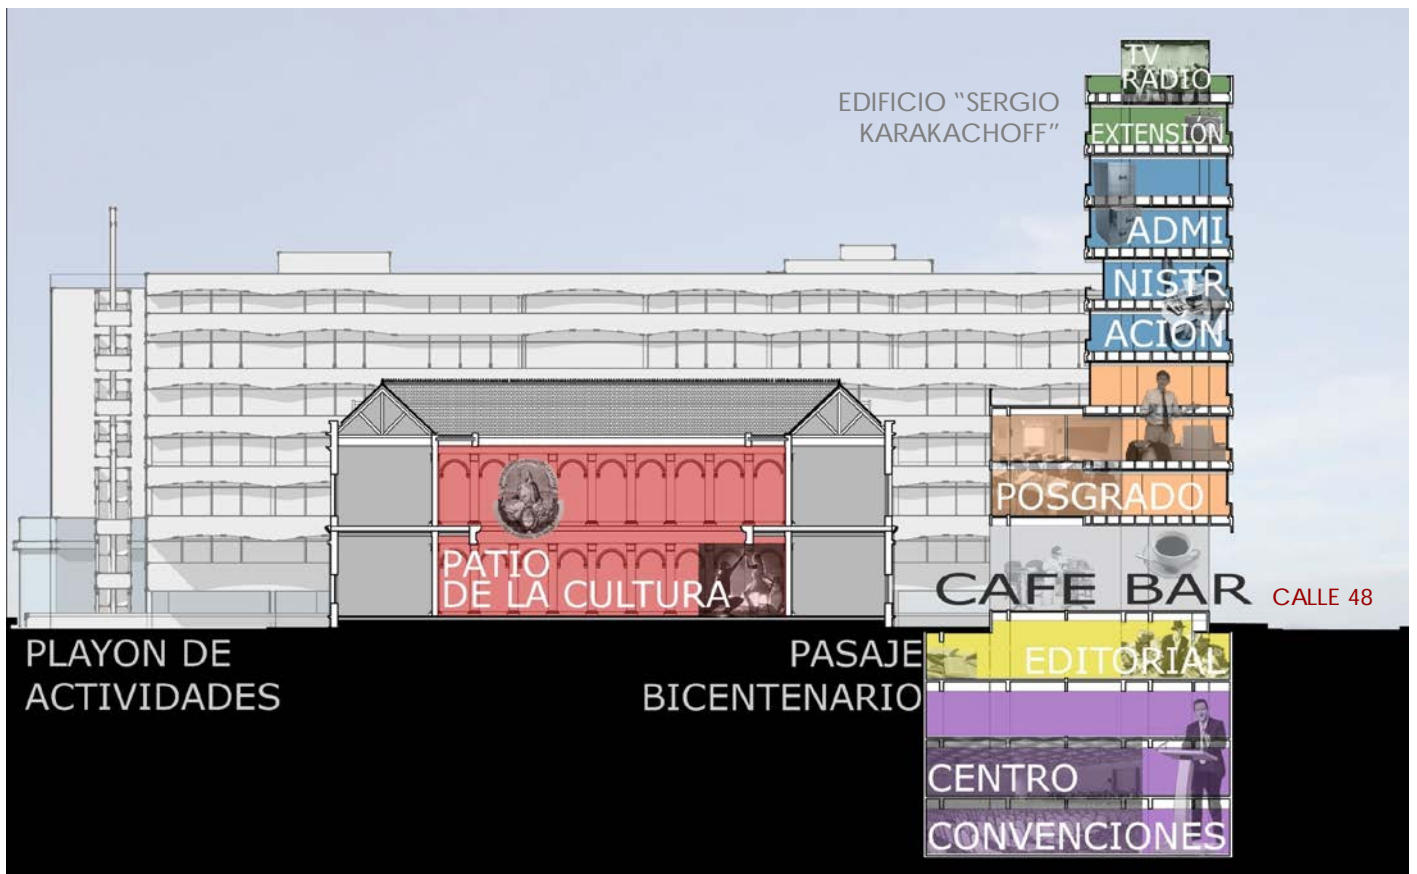 TV
RADIO
EDIFICIO “SERGIO
KARAKACHOFF”
EXTENSIÓN
ADMI
NISTR
ACIÓN
POSGRADO
PATIO
DE LA CULTURA
CAFE BAR
CALLE 48
PLAYON DE
ACTIVIDADES
PASAJE
BICENTENARIO
EDITORIAL
CENTRO
CONVENCIONES